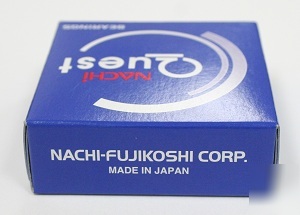 BEARINGS
NACHI
Quest
NACHI-FUJIKOSHI CORP.
MADE IN JAPAN